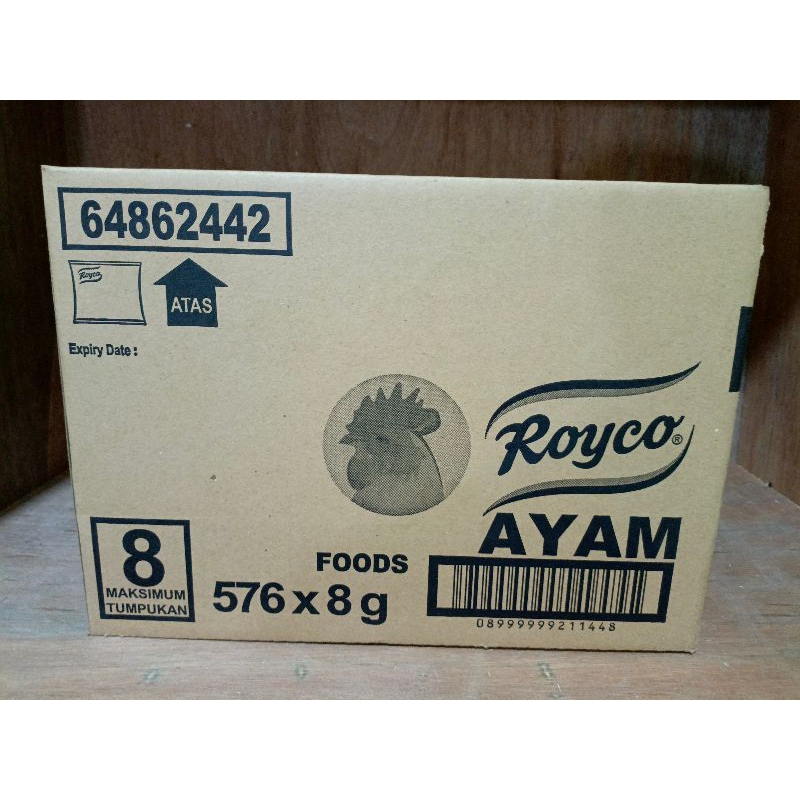 64862442
Royco
ATAS
Expiry Date :
Royco®
AYAM
FOODS
576 x 8 g
8
MAKSIMUM
TUMPUKAN
08999999211448